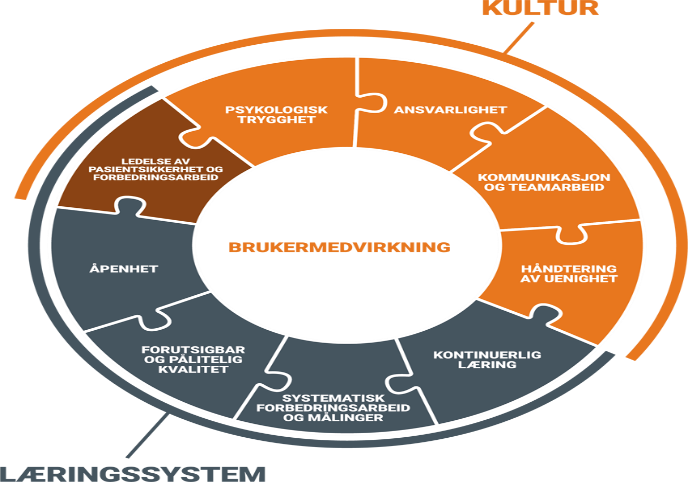 KULTUR
PSYKOLOGISK
TRYGGHET
ANSVARLIGHET
KOMMUNIKASJON
OG TEAMARBEID
HÅNDTERING
AV UENIGHET
KONTINUERLIG
LÆRING
SYSTEMATISK
FORBEDRINGSARBEID
OG MÅLINGER
FORUTSIGBAR
OG PÅLITELIG
KVALITET
ÅPENHET
LEDELSE AV
PASIENTSIKKERHET OG
FORBEDRINGSARBEID
BRUKERMEDVIRKNING
LÆRINGSSYSTEM